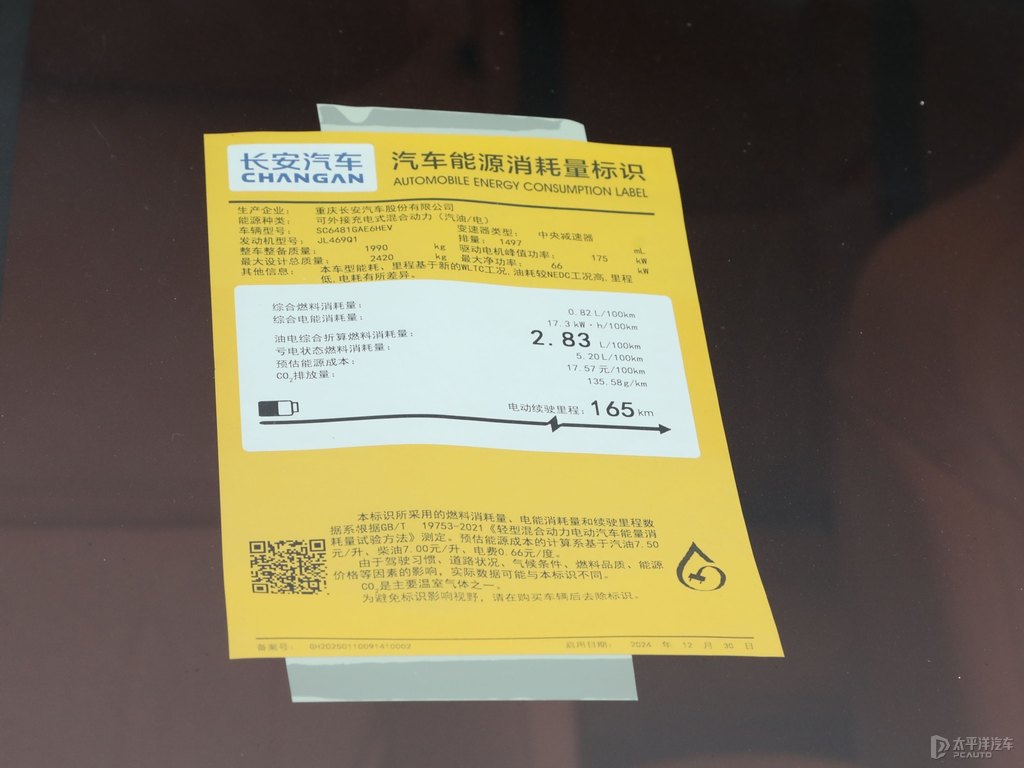 长安汽车
CHANGAN
汽车能源消耗量标识
AUTOMOBILE ENERGY CONSUMPTION LABEL
生产企业: 重庆长安汽车股份有限公司
能源种类: 可外接充电式混合动力(汽油/电)
车辆型号: SC6481GAE6HEV 变速器类型: 中央减速器
发动机型号: JL469Q1 排量: 1497 mL
整车整备质量: 1990 kg 驱动电机峰值功率: 175 kW
最大设计总质量: 2420 kg 最大净功率: 66 kW
其他信息: 本车型能耗、里程基于新的WLTC工况,油耗较NEDC工况高,里程
低,电耗有所差异。
综合燃料消耗量: 0.82 L/100km
综合电能消耗量: 17.3 kW·h/100km
油电综合折算燃料消耗量: 2.83 L/100km
亏电状态燃料消耗量: 5.20 L/100km
预估能源成本: 17.57 元/100km
CO₂排放量: 135.58g/km
电动续驶里程: 165 km
本标识所采用的燃料消耗量、电能消耗量和续驶里程数
据系根据GB/T 19753-2021《轻型混合动力电动汽车能量消
耗量试验方法》测定。预估能源成本的计算系基于汽油7.50
元/升、柴油7.00元/升、电费0.66元/度。
由于驾驶习惯、道路状况、气候条件、燃料品质、能源
价格等因素的影响,实际数据可能与本标识不同。
CO₂是主要温室气体之一。
为避免标识影响视野,请在购买车辆后去除标识。
备案号: GH20250110091410002 启用日期: 2024 年 12 月 30 日
太平洋汽车
PCAUTO